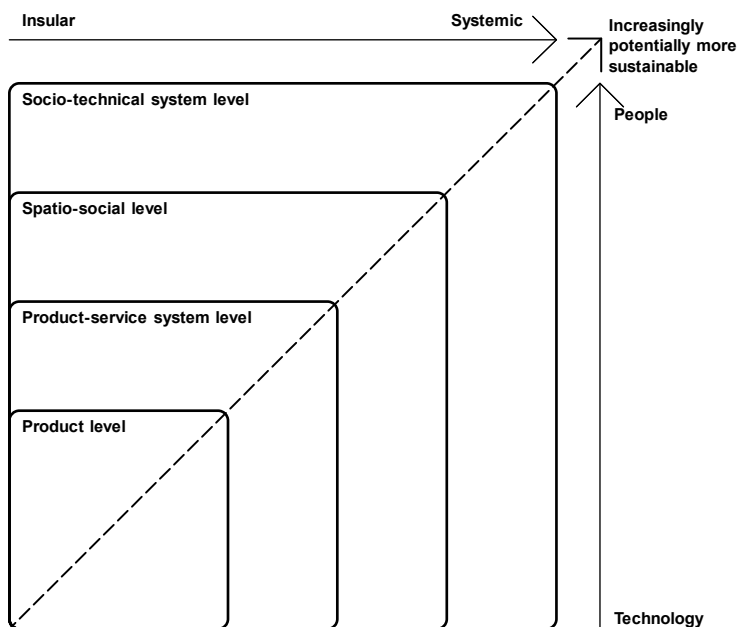 Insular
Systemic
Increasingly
potentially more
sustainable
Socio-technical system level
People
Spatio-social level
Product-service system level
Product level
Technology